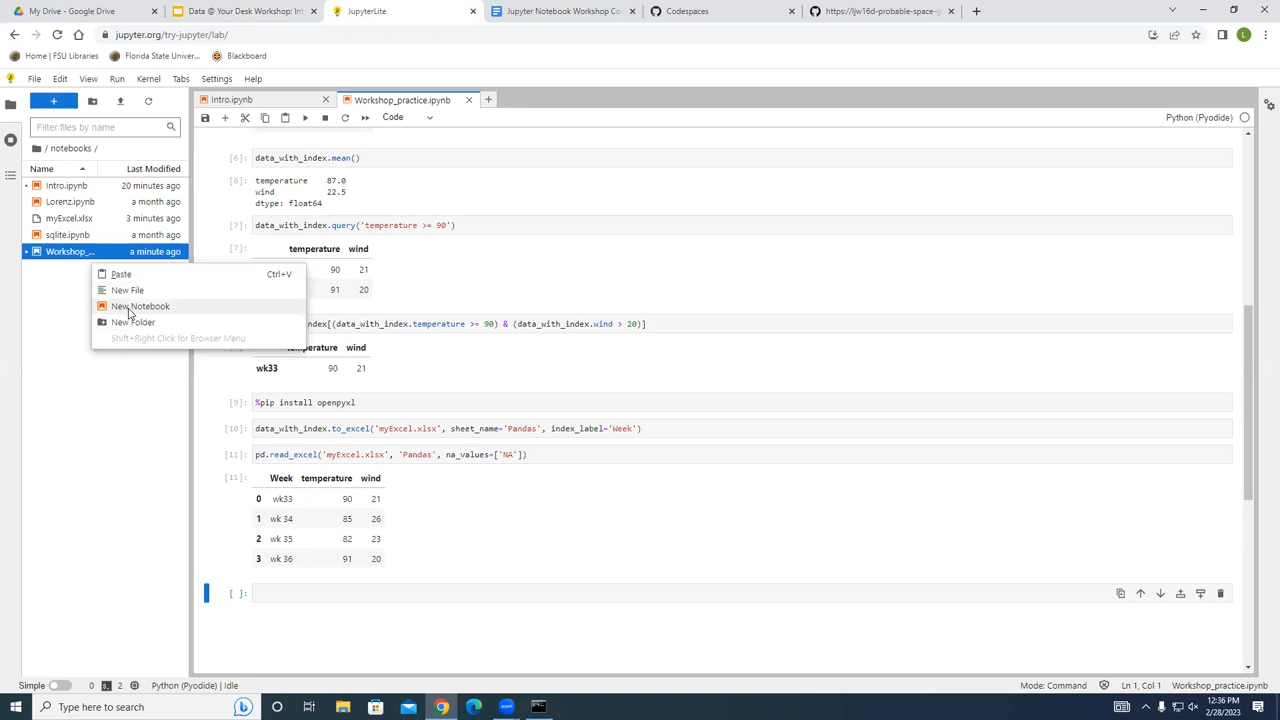 My Drive - Google Drive
Data @ Your Desk Workshop: Int
JupyterLite
Jupyter Notebook Workshop Co
Codespaces
https://ljw16d-probable-space-g
jupyter.org/try-jupyter/lab/
L
Home | FSU Libraries
Florida State Univer...
Blackboard
File Edit View Run Kernel Tabs Settings Help
Intro.ipynb
Workshop_practice.ipynb
Filter files by name
Code
Python (Pyodide)
/ notebooks /
Name Last Modified
Intro.ipynb 20 minutes ago
Lorenz.ipynb a month ago
myExcel.xlsx 3 minutes ago
sqlite.ipynb a month ago
Workshop_... a minute ago
Paste Ctrl+V
New File
New Notebook
New Folder
Shift+Right Click for Browser Menu
[6]: data_with_index.mean()
[6]: temperature 87.0
wind 22.5
dtype: float64
[7]: data_with_index.query('temperature >= 90')
[7]: temperature wind
90 21
91 20
index[(data_with_index.temperature >= 90) & (data_with_index.wind > 20)]
temperature wind
wk33 90 21
[9]: %pip install openpyxl
[10]: data_with_index.to_excel('myExcel.xlsx', sheet_name='Pandas', index_label='Week')
[11]: pd.read_excel('myExcel.xlsx', 'Pandas', na_values=['NA'])
[11]: Week temperature wind
0 wk33 90 21
1 wk 34 85 26
2 wk 35 82 23
3 wk 36 91 20
[ ]:
Simple 0 2 Python (Pyodide) | Idle
Mode: Command Ln 1, Col 1 Workshop_practice.ipynb
Type here to search
12:36 PM
2/28/2023